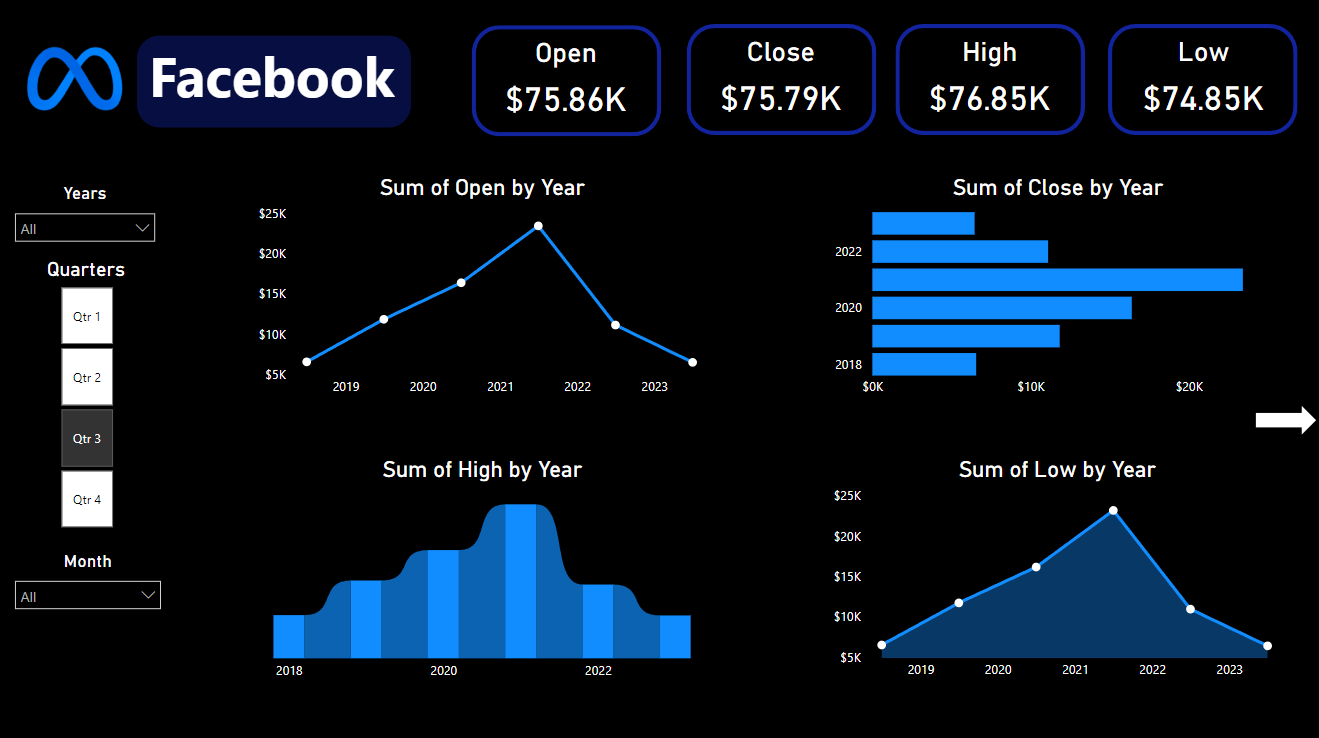 Facebook
Open
$75.86K
Close
$75.79K
High
$76.85K
Low
$74.85K
Years
All
Quarters
Qtr 1
Qtr 2
Qtr 3
Qtr 4
Month
All
Sum of Open by Year
$25K
$20K
$15K
$10K
$5K
2019 2020 2021 2022 2023
Sum of Close by Year
2022
2020
2018
$0K $10K $20K
Sum of High by Year
2018 2020 2022
Sum of Low by Year
$25K
$20K
$15K
$10K
$5K
2019 2020 2021 2022 2023